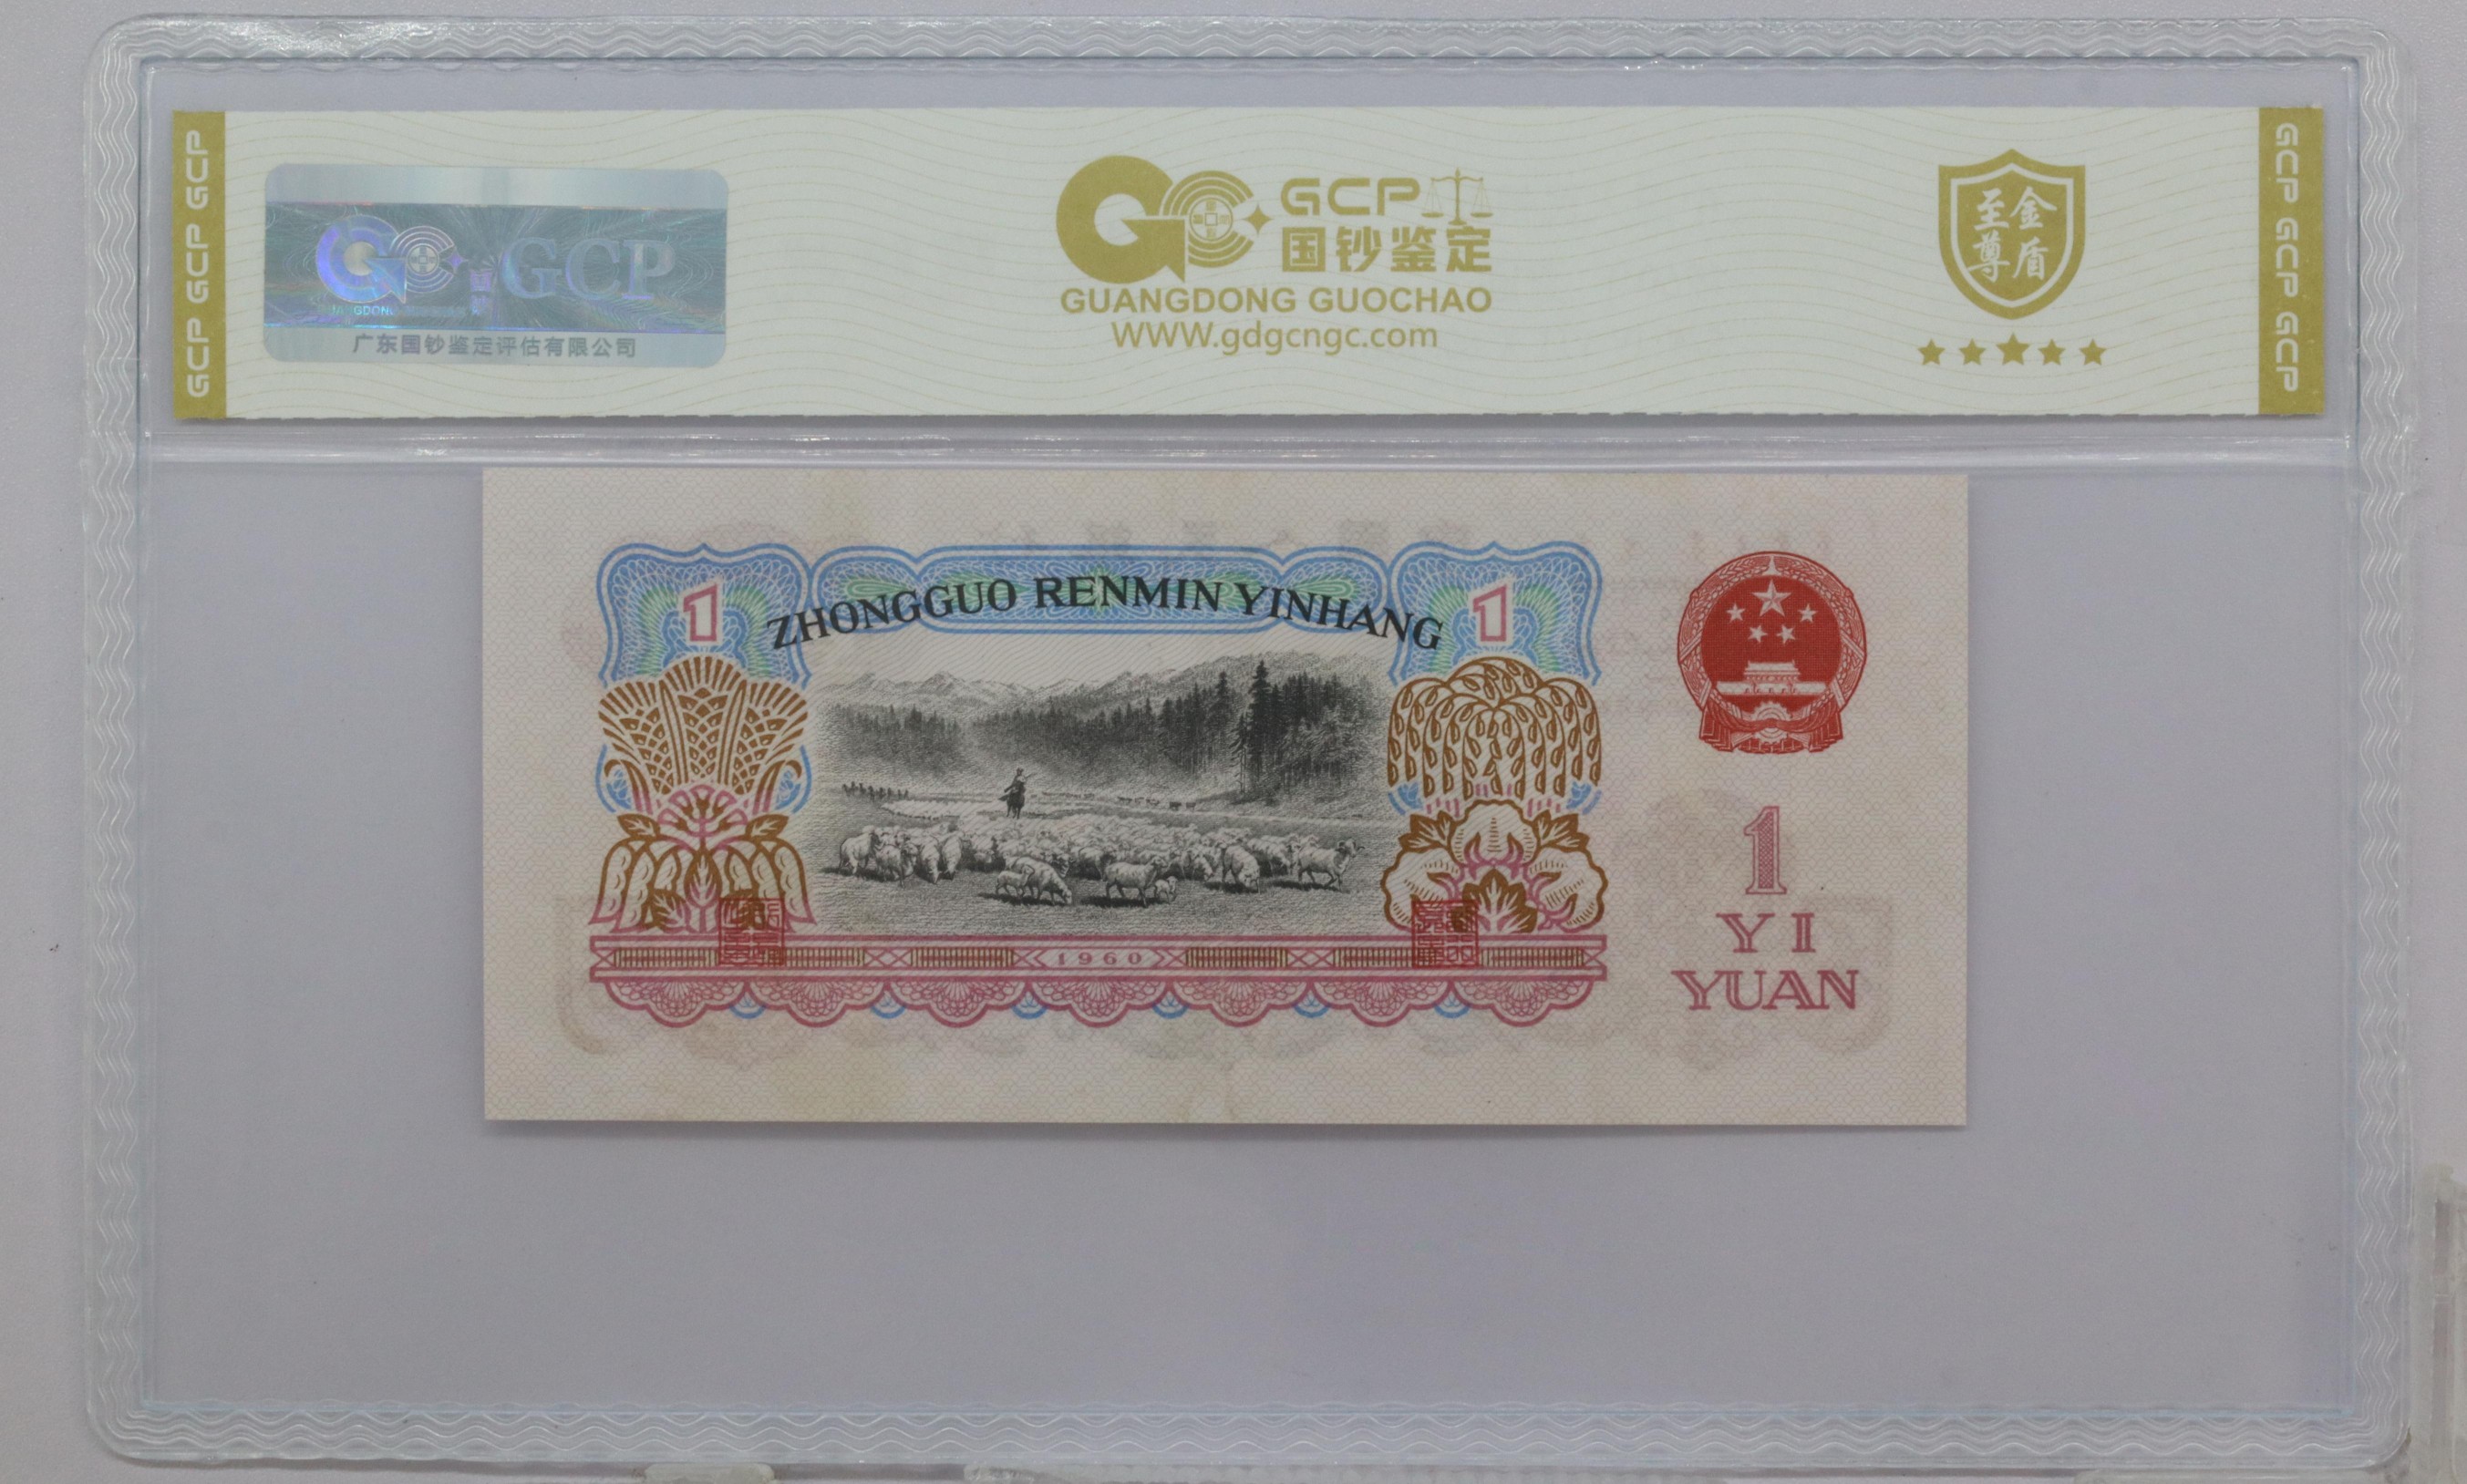 GCP GCP GCP
GCP
GUANGDONG
广东国钞鉴定评估有限公司
GCP
国钞鉴定
GUANGDONG GUOCHAO
WWW.gdgcngc.com
至尊金盾
GCP GCP GCP
1
ZHONGGUO RENMIN YINHANG
1
1960
1
YI
YUAN